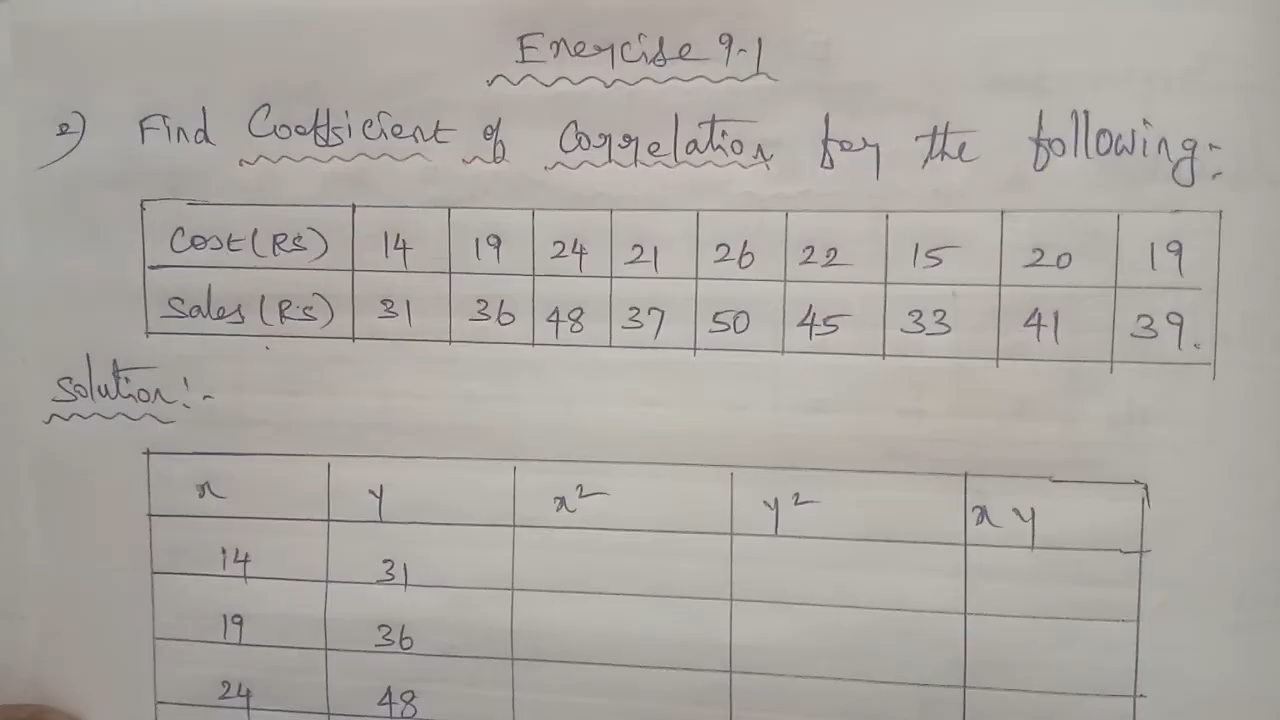 Exercise 9-1
2) Find Coefficient of Correlation for the following:
Cost (RS) 14 19 24 21 26 22 15 20 19
Sales (RS) 31 36 48 37 50 45 33 41 39.
Solution:-
x y x² y² x y
14 31
19 36
24 48